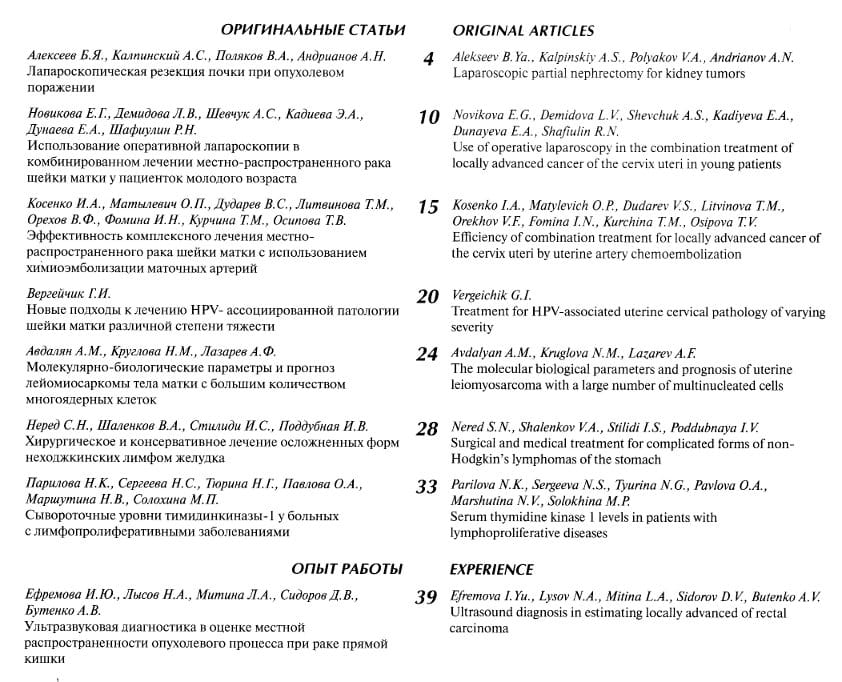 ОРИГИНАЛЬНЫЕ СТАТЬИ
Алексеев Б.Я., Калпинский А.С., Поляков В.А., Андрианов А.Н.
Лапароскопическая резекция почки при опухолевом
поражении
Новикова Е.Г., Демидова Л.В., Шевчук А.С., Кадиева Э.А.,
Дунаева Е.А., Шафиулин Р.Н.
Использование оперативной лапароскопии в
комбинированном лечении местно-распространенного рака
шейки матки у пациенток молодого возраста
Косенко И.А., Матылевич О.П., Дударев В.С., Литвинова Т.М.,
Орехов В.Ф., Фомина И.Н., Курчина Т.М., Осипова Т.В.
Эффективность комплексного лечения местно-
распространенного рака шейки матки с использованием
химиоэмболизации маточных артерий
Вергейчик Г.И.
Новые подходы к лечению HPV- ассоциированной патологии
шейки матки различной степени тяжести
Авдалян А.М., Круглова Н.М., Лазарев А.Ф.
Молекулярно-биологические параметры и прогноз
лейомиосаркомы тела матки с большим количеством
многоядерных клеток
Неред С.Н., Шаленков В.А., Стилиди И.С., Поддубная И.В.
Хирургическое и консервативное лечение осложненных форм
неходжкинских лимфом желудка
Парилова Н.К., Сергеева Н.С., Тюрина Н.Г., Павлова О.А.,
Маршутина Н.В., Солохина М.П.
Сывороточные уровни тимидинкиназы-1 у больных
с лимфопролиферативными заболеваниями
ОПЫТ РАБОТЫ
Ефремова И.Ю., Лысов Н.А., Митина Л.А., Сидоров Д.В.,
Бутенко А.В.
Ультразвуковая диагностика в оценке местной
распространенности опухолевого процесса при раке прямой
кишки
ORIGINAL ARTICLES
4 Alekseev B.Ya., Kalpinskiy A.S., Polyakov V.A., Andrianov A.N.
Laparoscopic partial nephrectomy for kidney tumors
10 Novikova E.G., Demidova L.V., Shevchuk A.S., Kadiyeva E.A.,
Dunayeva E.A., Shafiulin R.N.
Use of operative laparoscopy in the combination treatment of
locally advanced cancer of the cervix uteri in young patients
15 Kosenko I.A., Matylevich O.P., Dudarev V.S., Litvinova T.M.,
Orekhov V.F., Fomina I.N., Kurchina T.M., Osipova T.V.
Efficiency of combination treatment for locally advanced cancer of
the cervix uteri by uterine artery chemoembolization
20 Vergeichik G.I.
Treatment for HPV-associated uterine cervical pathology of varying
severity
24 Avdalyan A.M., Kruglova N.M., Lazarev A.F.
The molecular biological parameters and prognosis of uterine
leiomyosarcoma with a large number of multinucleated cells
28 Nered S.N., Shalenkov V.A., Stilidi I.S., Poddubnaya I.V.
Surgical and medical treatment for complicated forms of non-
Hodgkin's lymphomas of the stomach
33 Parilova N.K., Sergeeva N.S., Tyurina N.G., Pavlova O.A.,
Marshutina N.V., Solokhina M.P.
Serum thymidine kinase 1 levels in patients with
lymphoproliferative diseases
EXPERIENCE
39 Efremova I.Yu., Lysov N.A., Mitina L.A., Sidorov D.V., Butenko A.V.
Ultrasound diagnosis in estimating locally advanced of rectal
carcinoma